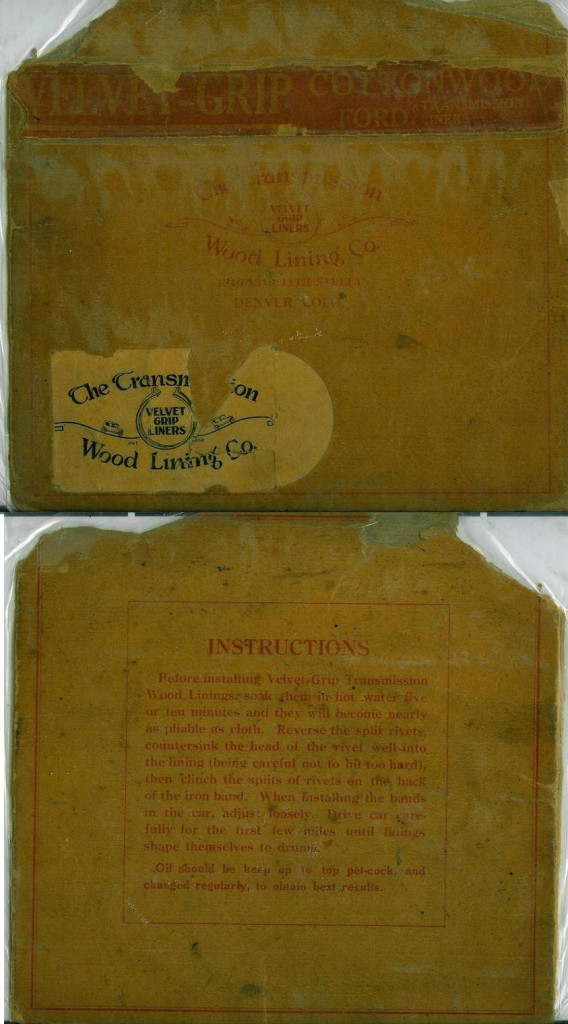 VELVET-GRIP COTTONWOOD
FORD TRANSMISSION
LINERS
The Transmission
VELVET
GRIP
LINERS
Wood Lining Co.
STREET
DENVER, COLO.
The Transm on
VELVET
GRIP
LINERS
Wood Lining Co.
INSTRUCTIONS
Before installing Velvet-Grip Transmission
Wood Linings, soak them in hot water five
or ten minutes and they will become nearly
as pliable as cloth. Reverse the split rivets,
countersink the head of the rivet well into
the lining (being careful not to hit too hard),
then clinch the splits of rivets on the back
of the iron band. When installing the bands
in the car, adjust loosely. Drive car care-
fully for the first few miles until linings
shape themselves to drums.
Oil should be keep up to top pet-cock, and
changed regularly, to obtain best results.